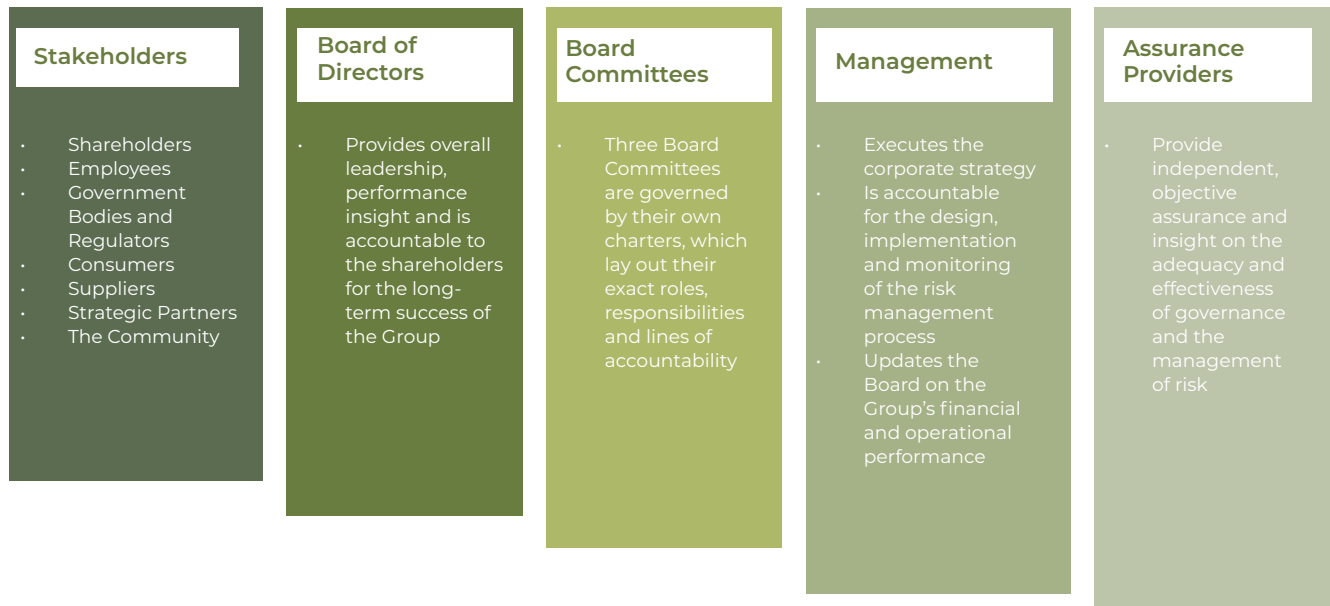 Stakeholders
• Shareholders
• Employees
• Government
Bodies and
Regulators
• Consumers
• Suppliers
• Strategic Partners
• The Community
Board of
Directors
• Provides overall
leadership,
performance
insight and is
accountable to
the shareholders
for the long-
term success of
the Group
Board
Committees
• Three Board
Committees
are governed
by their own
charters, which
lay out their
exact roles,
responsibilities
and lines of
accountability
Management
• Executes the
corporate strategy
• Is accountable
for the design,
implementation
and monitoring
of the risk
management
process
• Updates the
Board on the
Group’s financial
and operational
performance
Assurance
Providers
• Provide
independent,
objective
assurance and
insight on the
adequacy and
effectiveness
of governance
and the
management
of risk